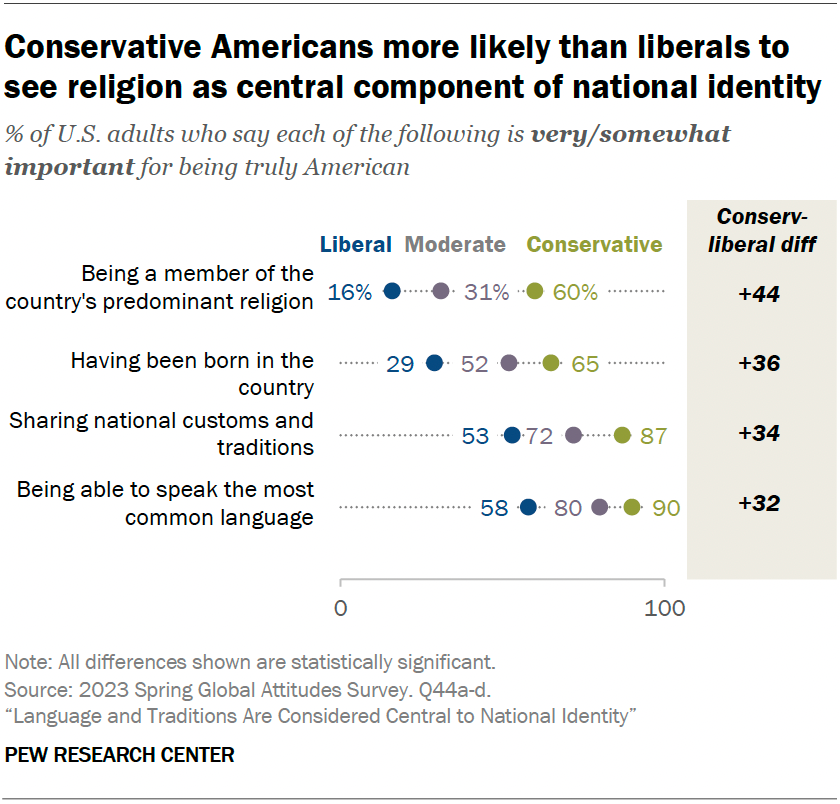 Conservative Americans more likely than liberals to
see religion as central component of national identity
% of U.S. adults who say each of the following is very/somewhat
important for being truly American
Conserv-
liberal diff
Liberal Moderate Conservative
Being a member of the
country's predominant religion
16% 31% 60% +44
Having been born in the
country
29 52 65 +36
Sharing national customs and
traditions
53 72 87 +34
Being able to speak the most
common language
58 80 90 +32
0 100
Note: All differences shown are statistically significant.
Source: 2023 Spring Global Attitudes Survey. Q44a-d.
“Language and Traditions Are Considered Central to National Identity”
PEW RESEARCH CENTER